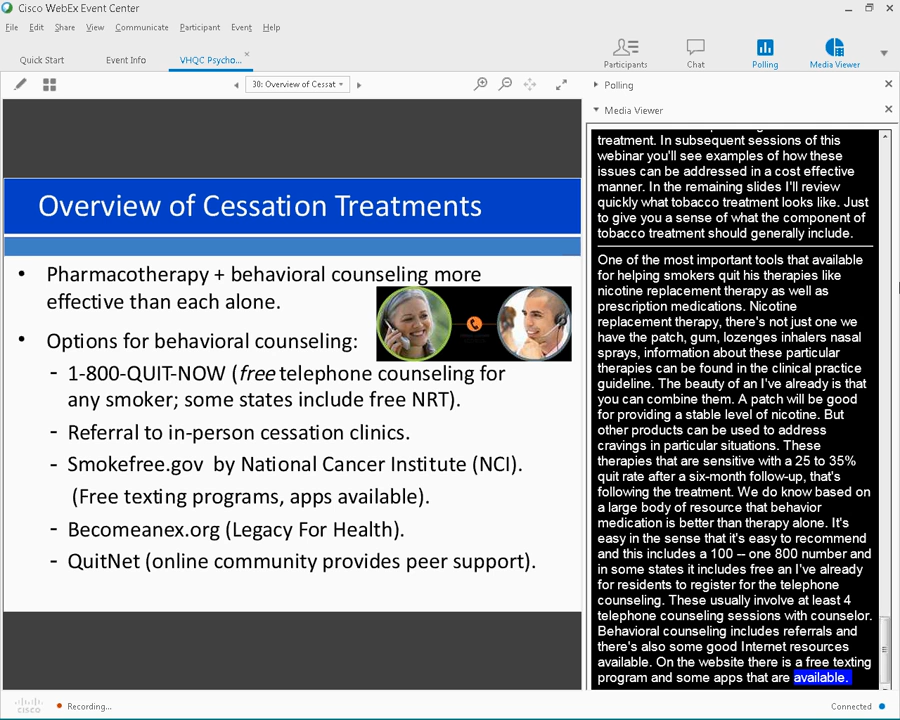 Cisco WebEx Event Center
File Edit Share View Communicate Participant Event Help
Quick Start Event Info VHQC Psycho...
Participants Chat Polling Media Viewer
30: Overview of Cessat
Polling
Media Viewer
Overview of Cessation Treatments
• Pharmacotherapy + behavioral counseling more
effective than each alone.
• Options for behavioral counseling:
- 1-800-QUIT-NOW (free telephone counseling for
any smoker; some states include free NRT).
- Referral to in-person cessation clinics.
- Smokefree.gov by National Cancer Institute (NCI).
(Free texting programs, apps available).
- Becomeanex.org (Legacy For Health).
- QuitNet (online community provides peer support).
treatment. In subsequent sessions of this
webinar you'll see examples of how these
issues can be addressed in a cost effective
manner. In the remaining slides I'll review
quickly what tobacco treatment looks like. Just
to give you a sense of what the component of
tobacco treatment should generally include.
One of the most important tools that available
for helping smokers quit his therapies like
nicotine replacement therapy as well as
prescription medications. Nicotine
replacement therapy, there's not just one we
have the patch, gum, lozenges inhalers nasal
sprays, information about these particular
therapies can be found in the clinical practice
guideline. The beauty of an I've already is that
you can combine them. A patch will be good
for providing a stable level of nicotine. But
other products can be used to address
cravings in particular situations. These
therapies that are sensitive with a 25 to 35%
quit rate after a six-month follow-up, that's
following the treatment. We do know based on
a large body of resource that behavior
medication is better than therapy alone. It's
easy in the sense that it's easy to recommend
and this includes a 100 -- one 800 number and
in some states it includes free an I've already
for residents to register for the telephone
counseling. These usually involve at least 4
telephone counseling sessions with counselor.
Behavioral counseling includes referrals and
there's also some good Internet resources
available. On the website there is a free texting
program and some apps that are available.
cisco Recording... Connected